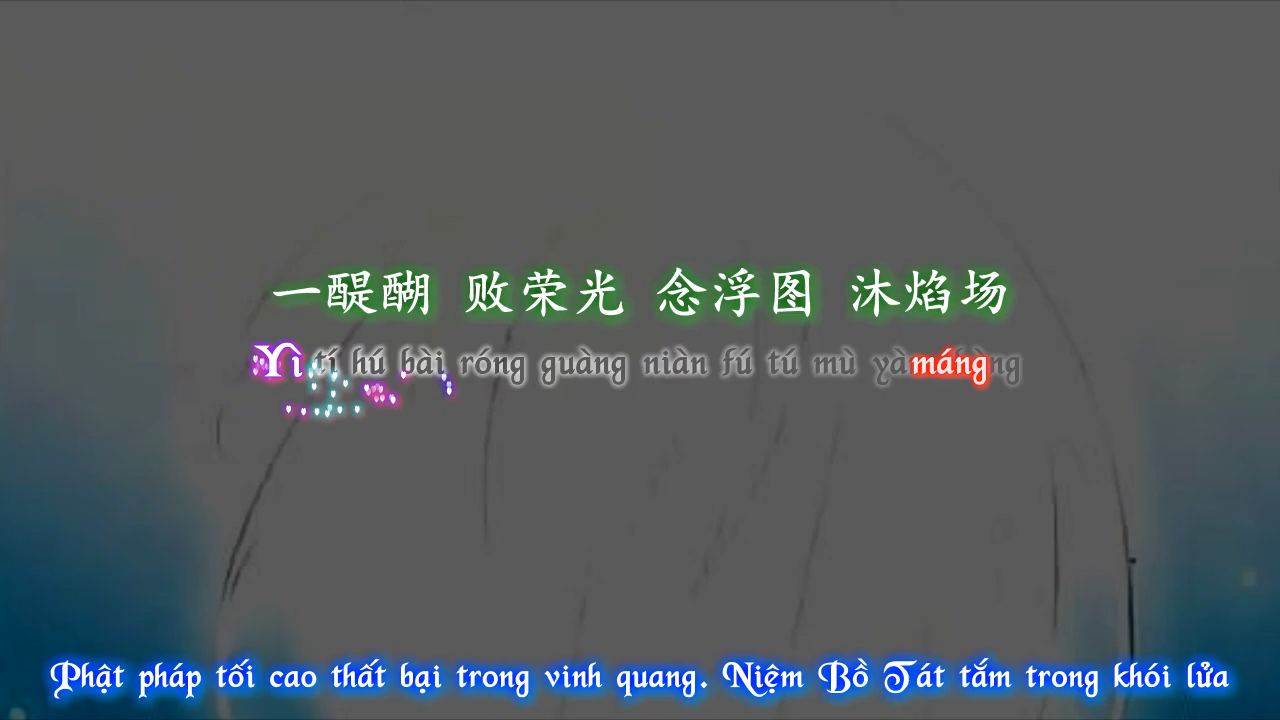 一醍醐 败荣光 念浮图 沐焰场
Yì tí hú bài róng guàng niàn fú tú mù máng
Phật pháp tối cao thất bại trong vinh quang. Niệm Bồ Tát tắm trong khói lửa